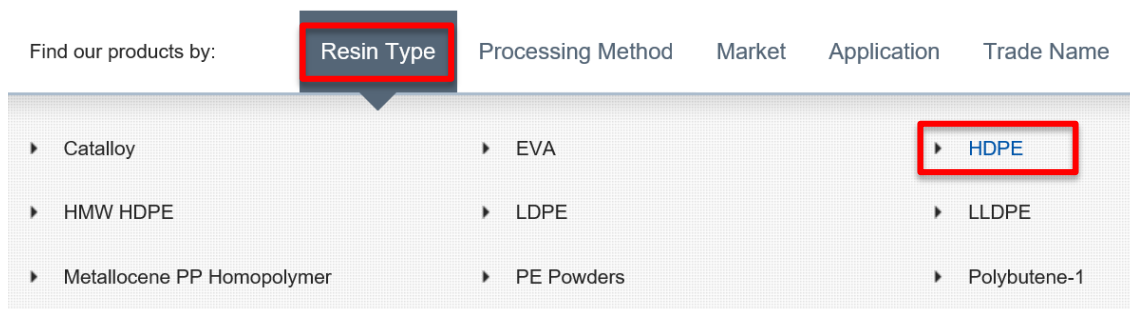 Find our products by: Resin Type Processing Method Market Application Trade Name
Catalloy EVA HDPE
HMW HDPE LDPE LLDPE
Metallocene PP Homopolymer PE Powders Polybutene-1